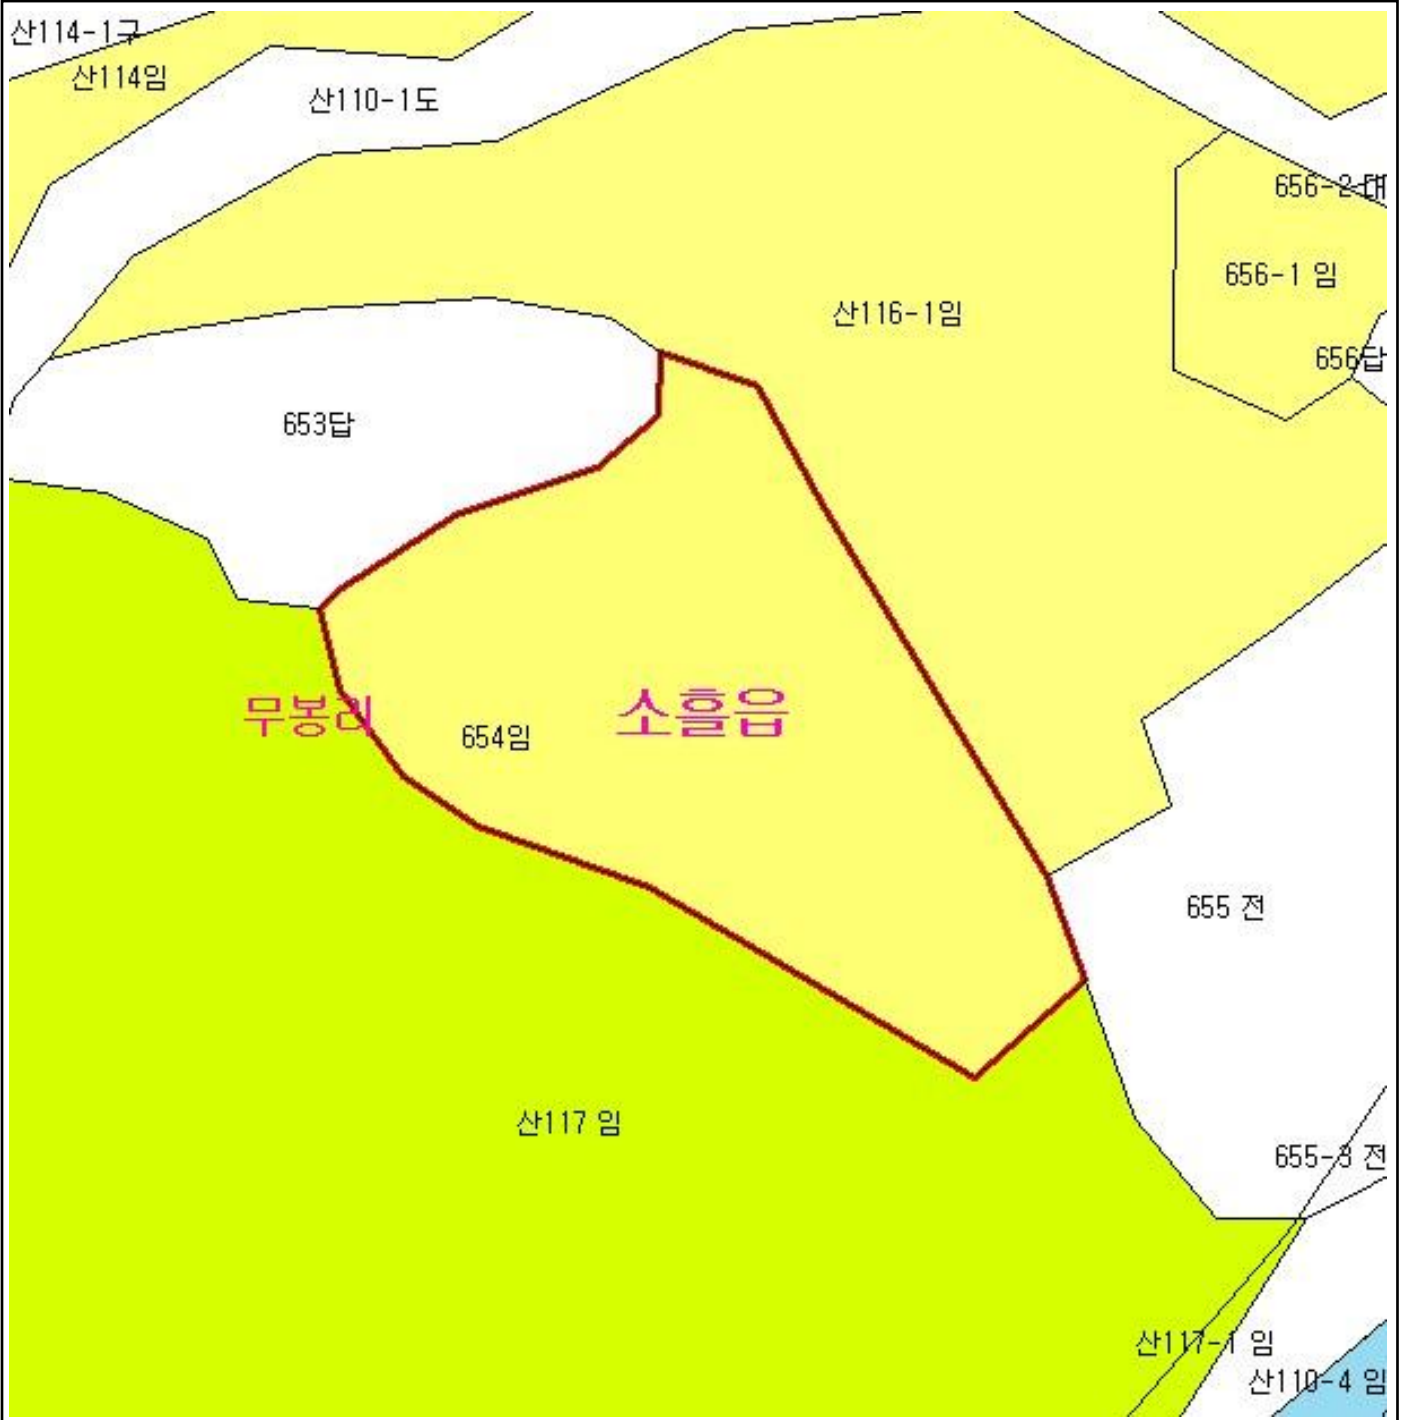 산114-1구
산114임
산110-1도
656-2 대
656-1 임
산116-1임
656답
653답
무봉리
소흘읍
654임
655 전
산117 임
655-3 전
산117-1 임
산110-4 임